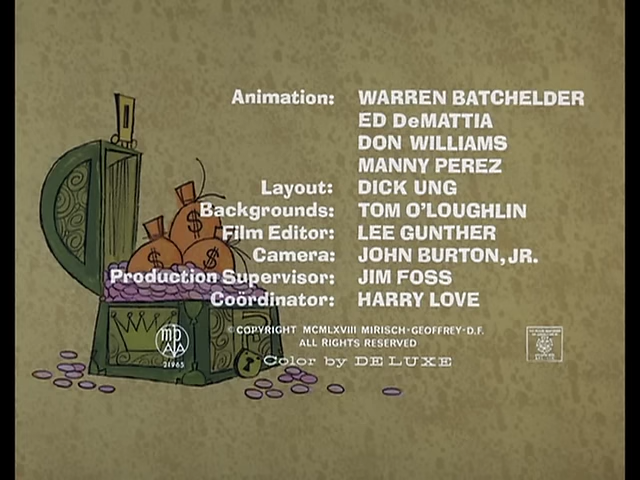 Animation: WARREN BATCHELDER
ED DeMATTIA
DON WILLIAMS
MANNY PEREZ
Layout: DICK UNG
Backgrounds: TOM O'LOUGHLIN
Film Editor: LEE GUNTHER
Camera: JOHN BURTON, JR.
Production Supervisor: JIM FOSS
Coördinator: HARRY LOVE
© COPYRIGHT MCMLXVIII MIRISCH-GEOFFREY-D.F.
ALL RIGHTS RESERVED
Color by DE LUXE
21965